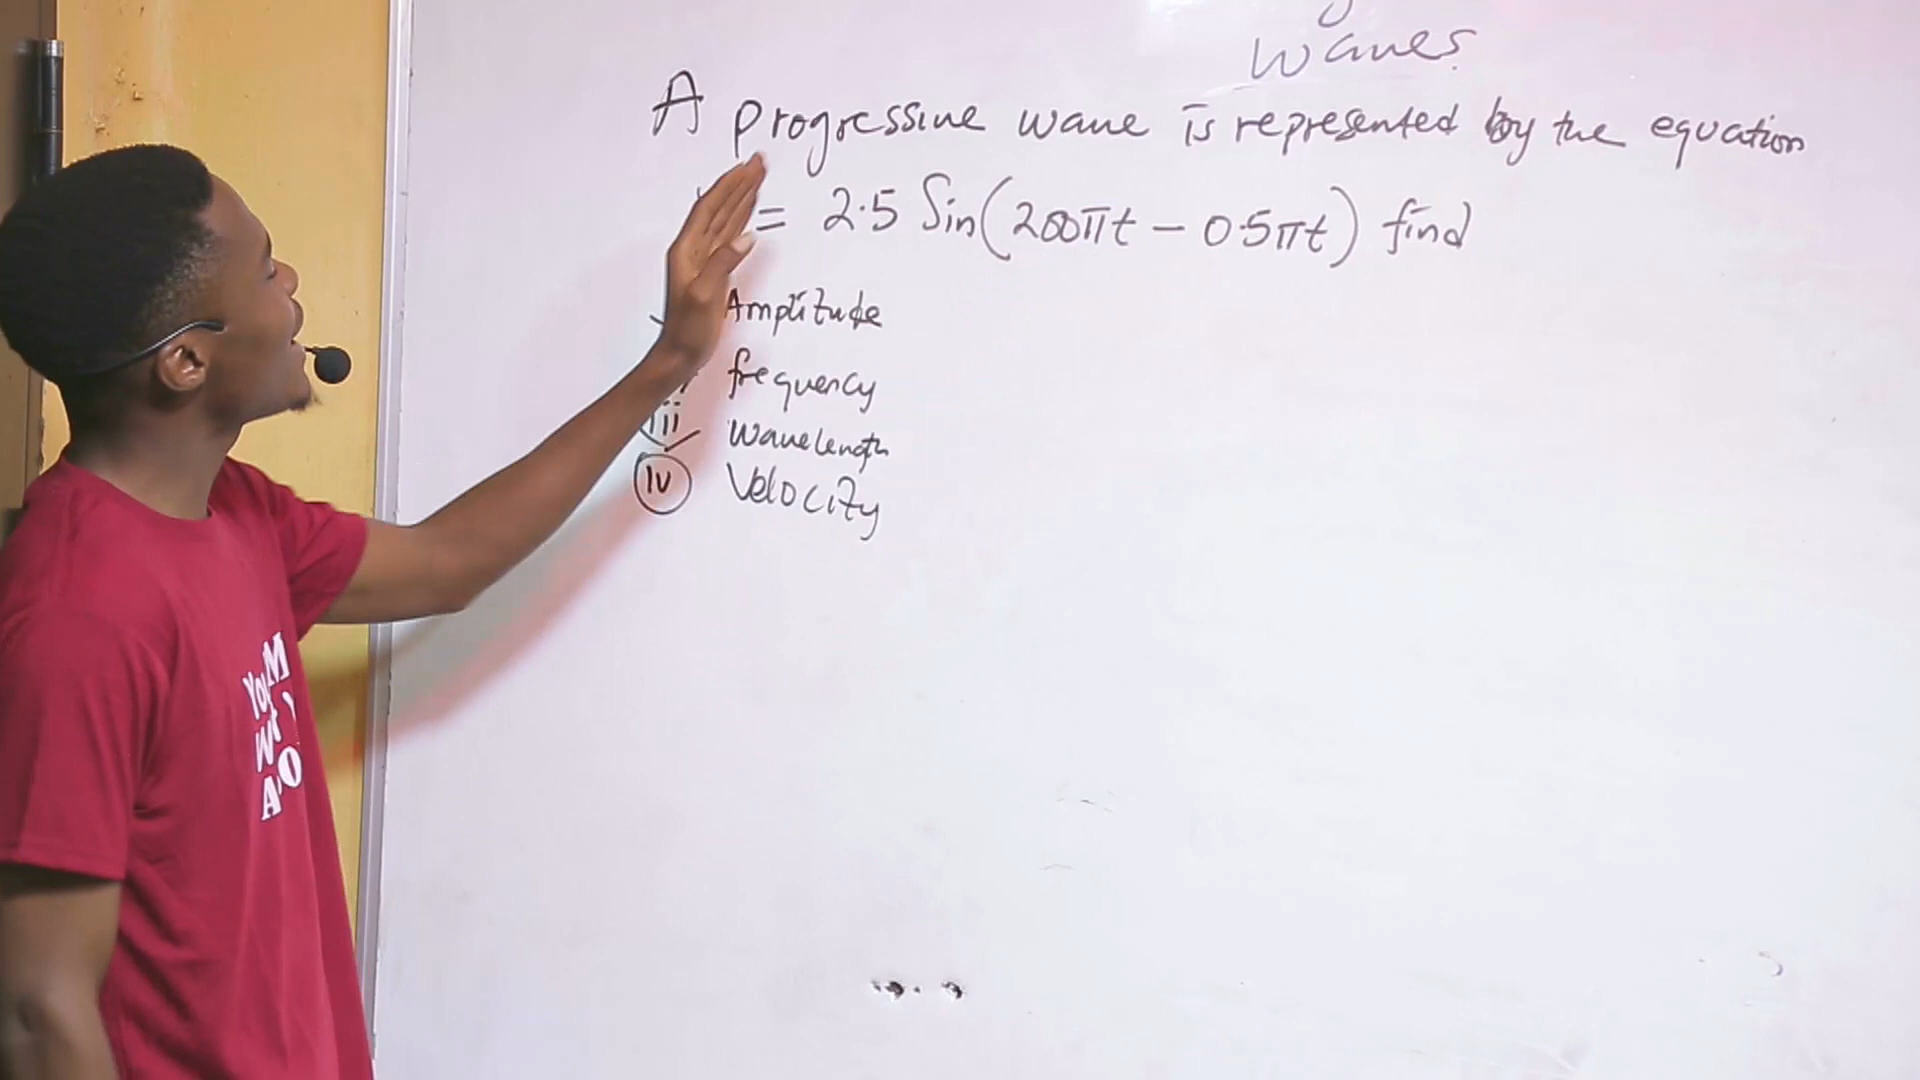 Waves.
A progressive wave is represented by the equation
= 2.5 Sin(200πt - 0.5πt) find
Amplitude
frequency
iii wavelength
iv Velocity